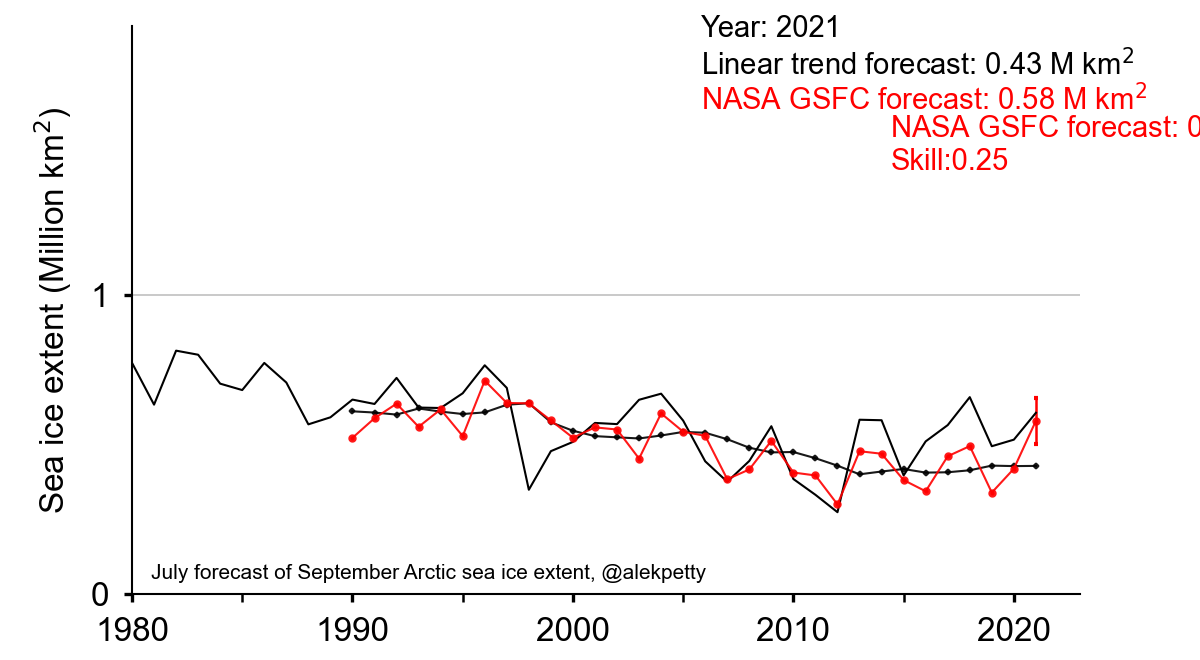 Year: 2021
Linear trend forecast: 0.43 M km²
NASA GSFC forecast: 0.58 M km²
NASA GSFC forecast: 0
Skill:0.25
Sea ice extent (Million km²)
1
0
July forecast of September Arctic sea ice extent, @alekpetty
1980 1990 2000 2010 2020